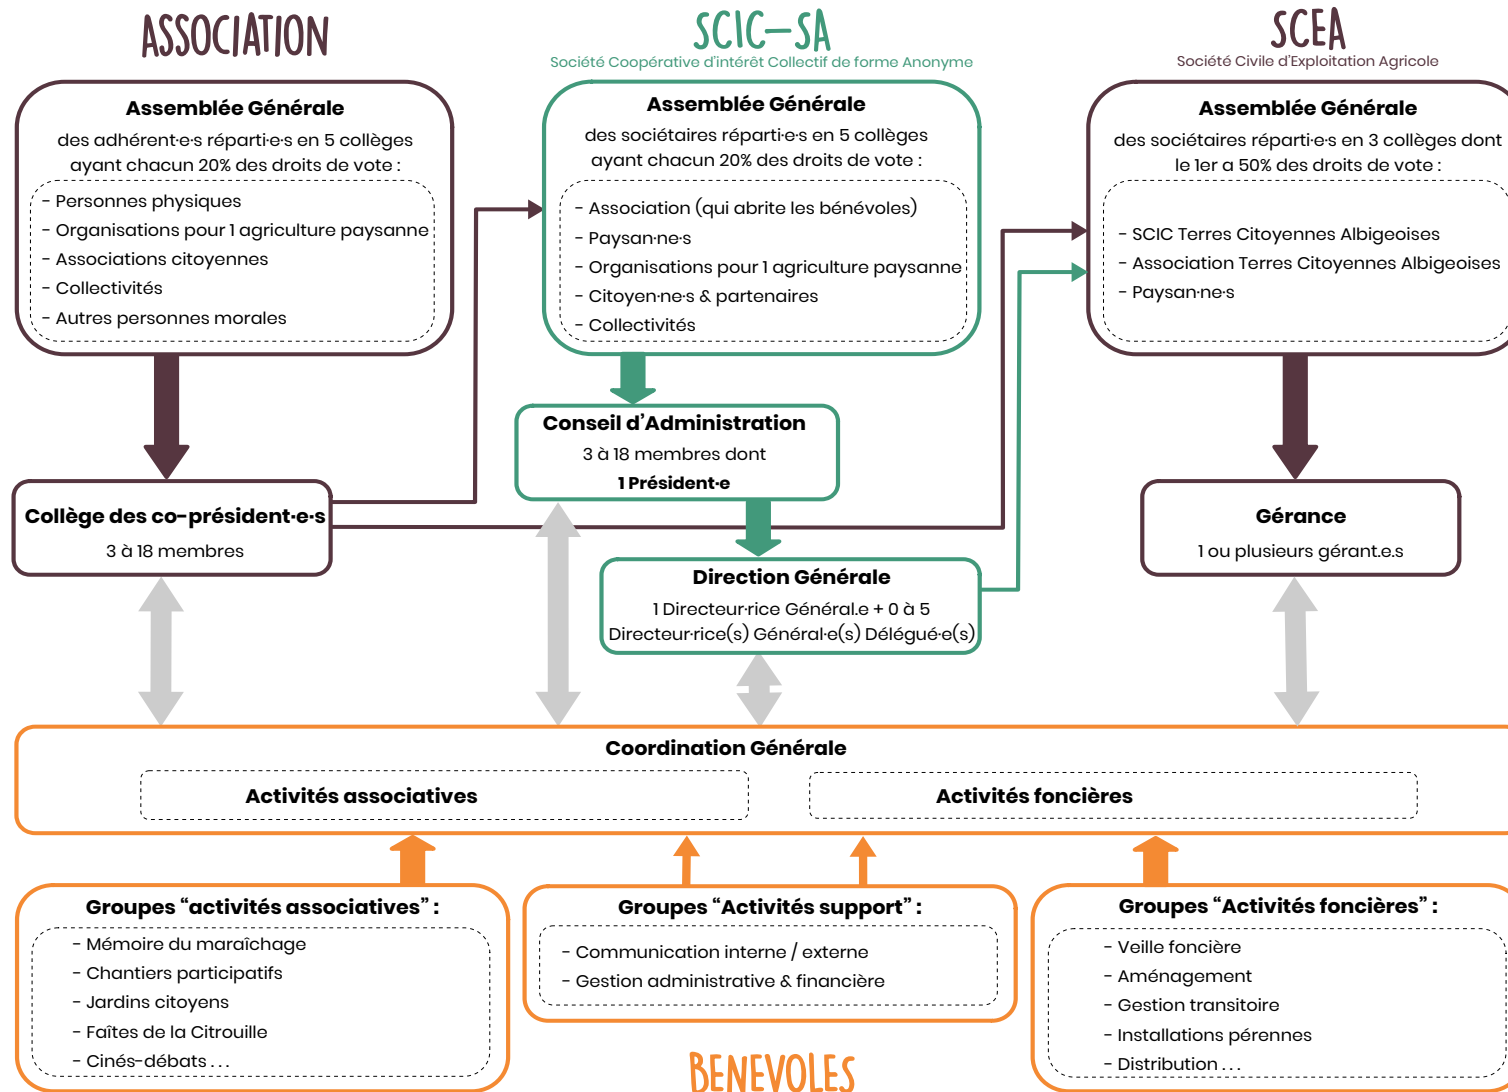 ASSOCIATION
Assemblée Générale
des adhérent·e·s réparti·e·s en 5 collèges
ayant chacun 20% des droits de vote :
- Personnes physiques
- Organisations pour 1 agriculture paysanne
- Associations citoyennes
- Collectivités
- Autres personnes morales
Collège des co-président·e·s
3 à 18 membres
SCIC-SA
Société Coopérative d'intérêt Collectif de forme Anonyme
Assemblée Générale
des sociétaires réparti·e·s en 5 collèges
ayant chacun 20% des droits de vote :
- Association (qui abrite les bénévoles)
- Paysan·ne·s
- Organisations pour 1 agriculture paysanne
- Citoyen·ne·s & partenaires
- Collectivités
Conseil d'Administration
3 à 18 membres dont
1 Président·e
Direction Générale
1 Directeur·rice Général.e + 0 à 5
Directeur·rice(s) Général·e(s) Délégué·e(s)
SCEA
Société Civile d'Exploitation Agricole
Assemblée Générale
des sociétaires réparti·e·s en 3 collèges dont
le 1er a 50% des droits de vote :
- SCIC Terres Citoyennes Albigeoises
- Association Terres Citoyennes Albigeoises
- Paysan·ne·s
Gérance
1 ou plusieurs gérant.e.s
Coordination Générale
Activités associatives
Activités foncières
Groupes “activités associatives” :
- Mémoire du maraîchage
- Chantiers participatifs
- Jardins citoyens
- Faîtes de la Citrouille
- Cinés-débats ...
Groupes “Activités support” :
- Communication interne / externe
- Gestion administrative & financière
Groupes “Activités foncières” :
- Veille foncière
- Aménagement
- Gestion transitoire
- Installations pérennes
- Distribution ...
BENEVOLES